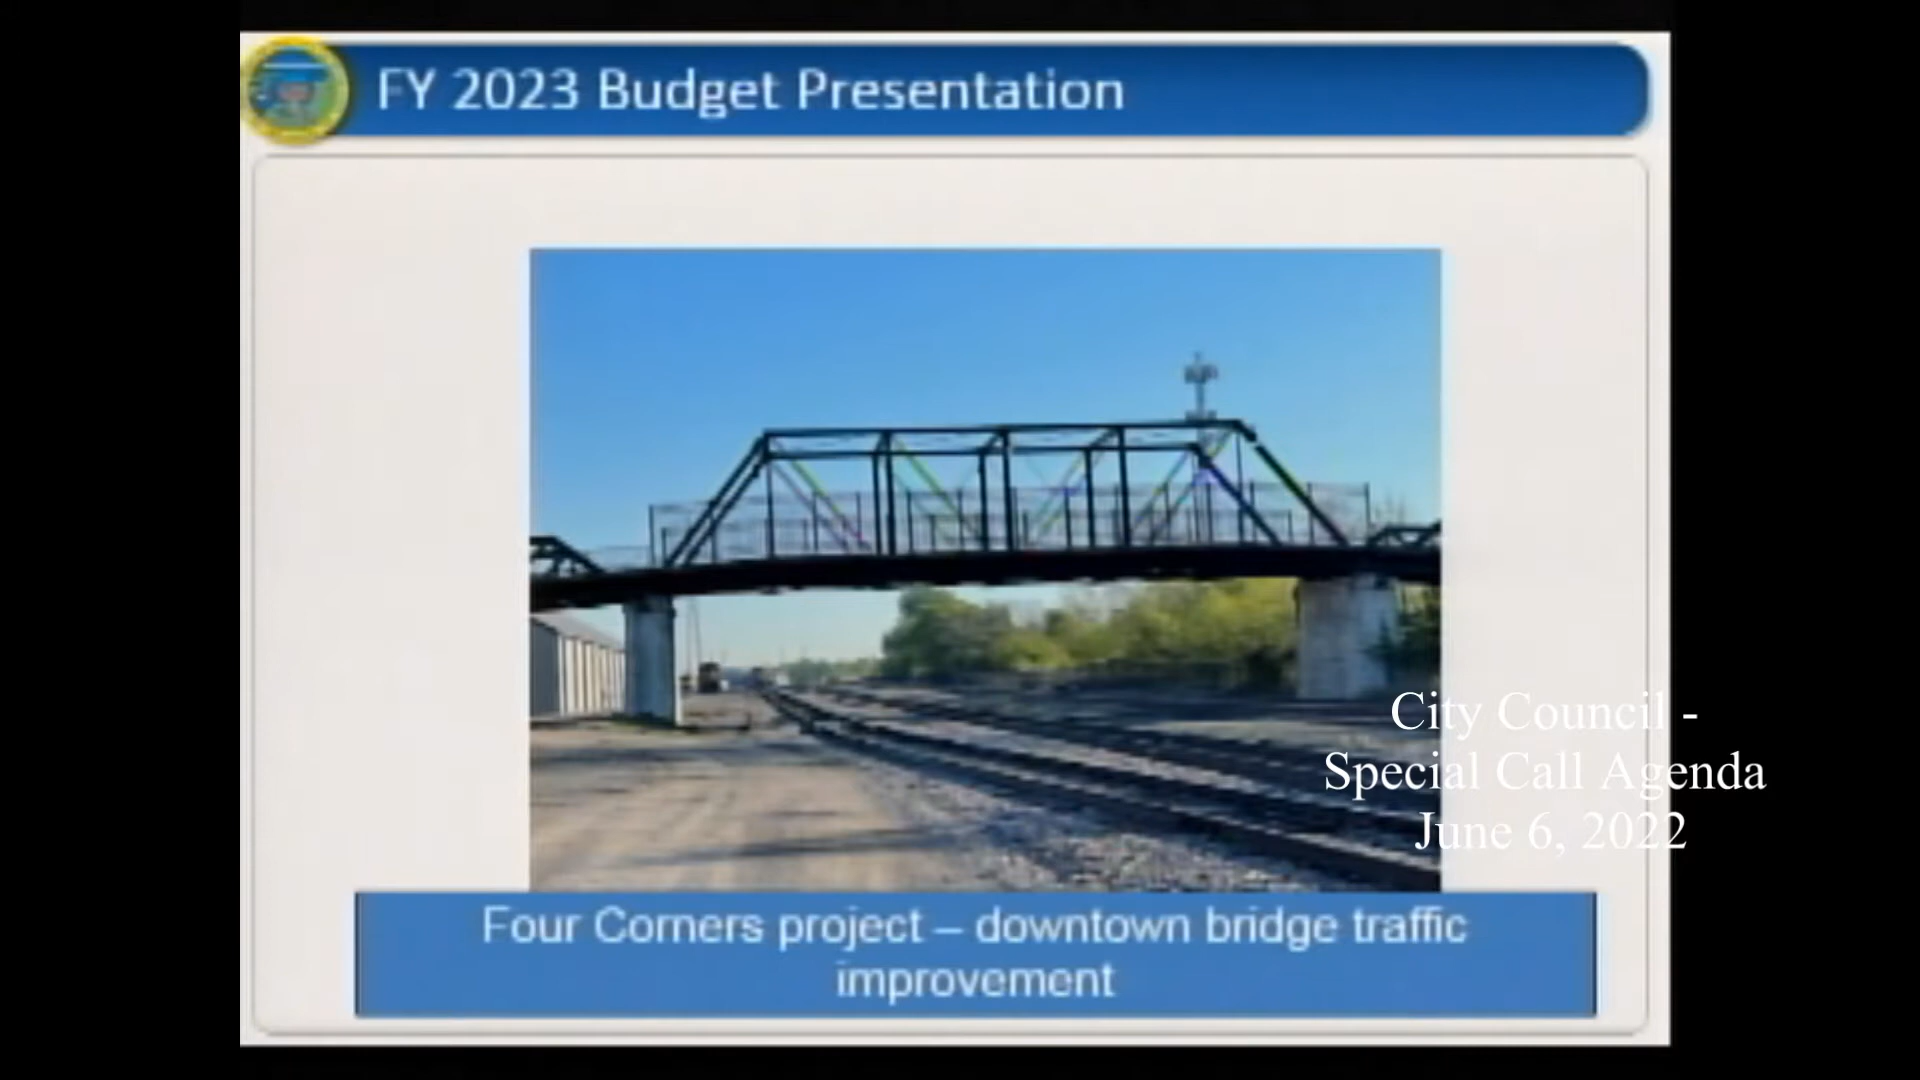 FY 2023 Budget Presentation
City Council -
Special Call Agenda
June 6, 2022
Four Corners project – downtown bridge traffic
improvement